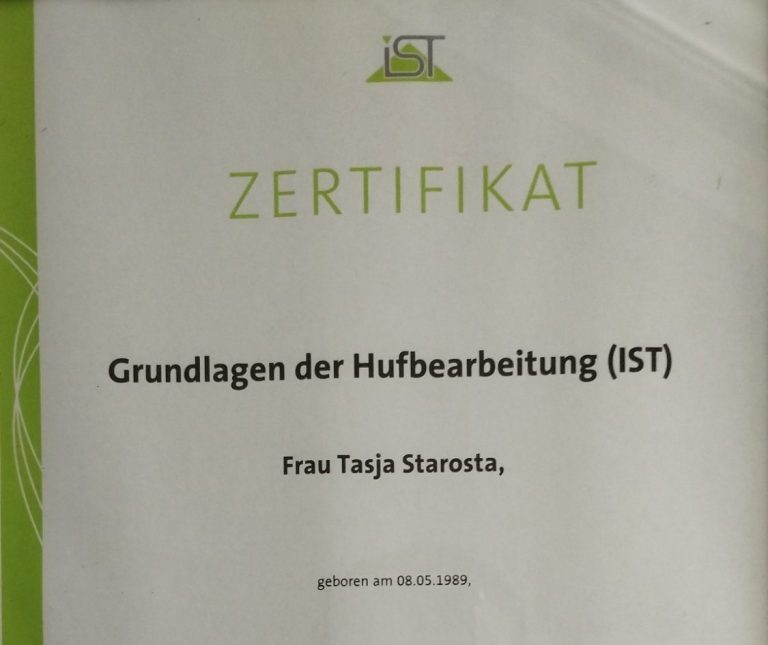 iST
ZERTIFIKAT
Grundlagen der Hufbearbeitung (IST)
Frau Tasja Starosta,
geboren am 08.05.1989,